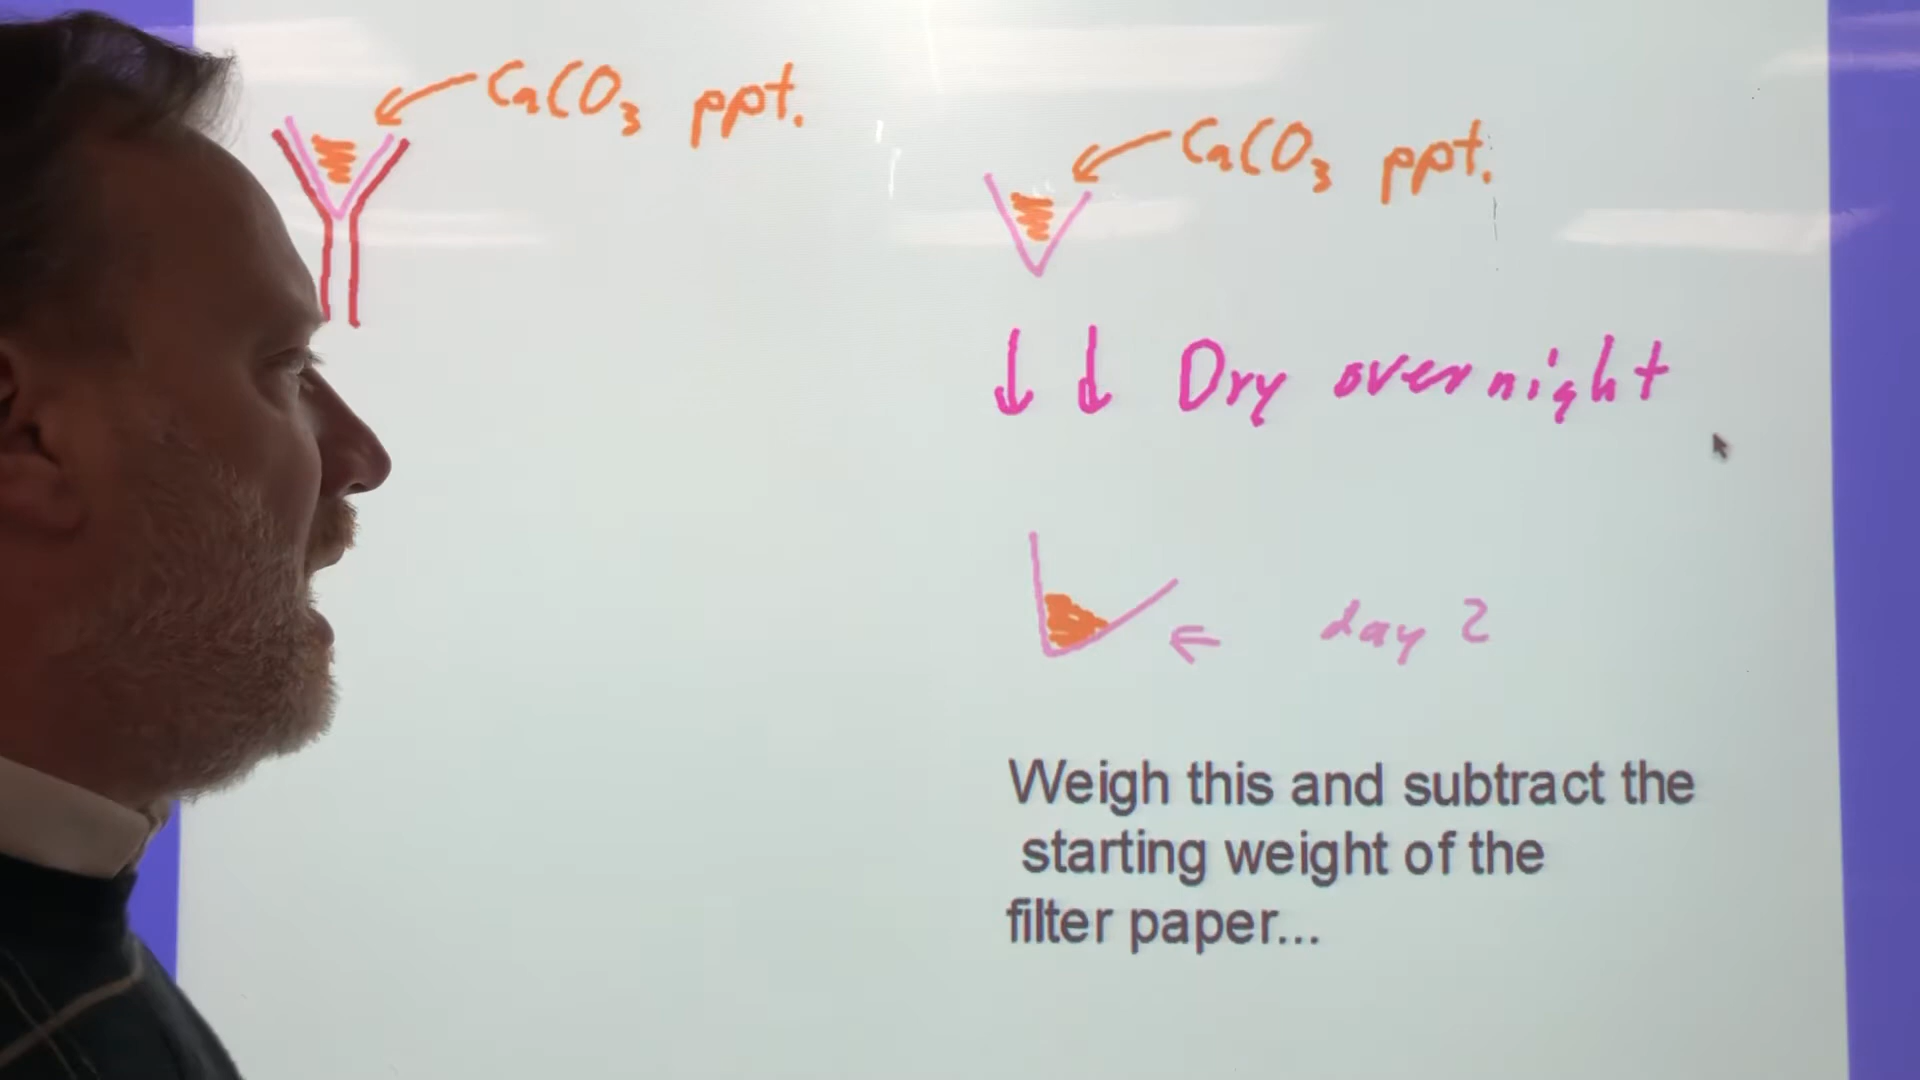 CaCO3 ppt.
CaCO3 ppt.
Dry overnight
day 2
Weigh this and subtract the
starting weight of the
filter paper...